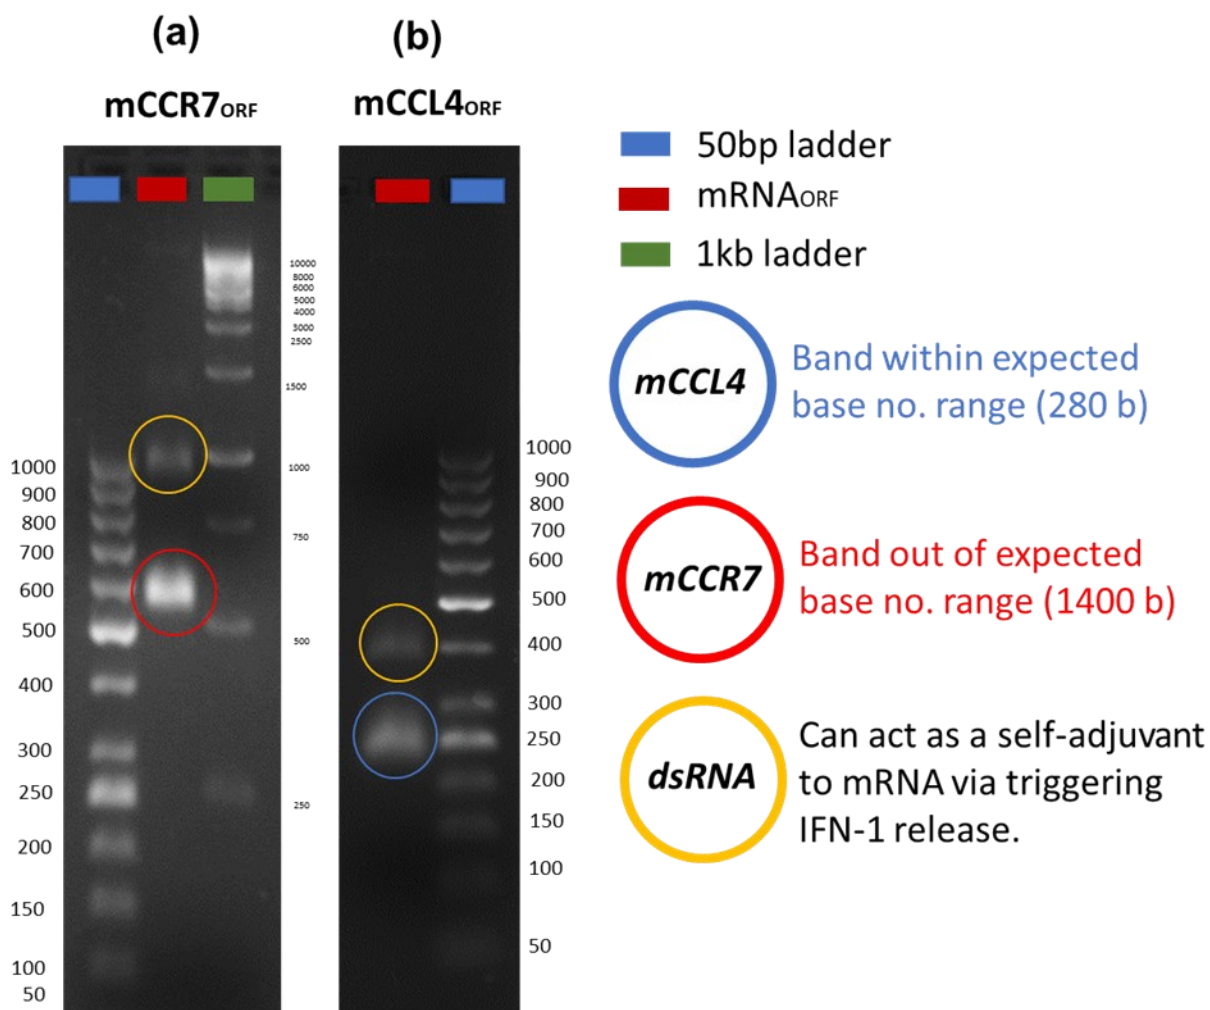 (a)
mCCR7ORF
1000
900
800
700
600
500
400
300
250
200
150
100
50
10000
8000
6000
5000
4000
3000
2500
1500
1000
750
500
250
(b)
mCCL4ORF
1000
900
800
700
600
500
400
300
250
200
150
100
50
50bp ladder
mRNAORF
1kb ladder
mCCL4
Band within expected
base no. range (280 b)
mCCR7
Band out of expected
base no. range (1400 b)
dsRNA
Can act as a self-adjuvant
to mRNA via triggering
IFN-1 release.